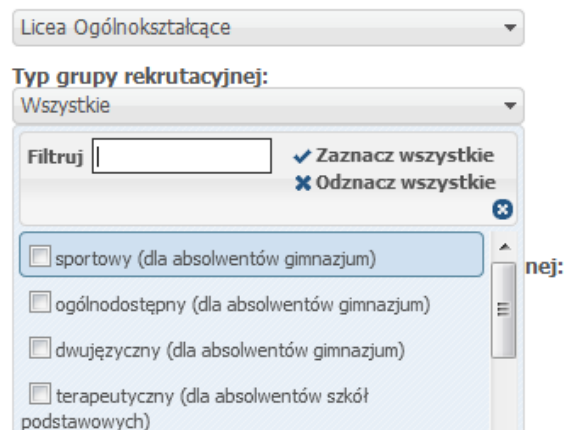 Licea Ogólnokształcące
Typ grupy rekrutacyjnej:
Wszystkie
Filtruj
Zaznacz wszystkie
Odznacz wszystkie
sportowy (dla absolwentów gimnazjum)
nej:
ogólnodostępny (dla absolwentów gimnazjum)
dwujęzyczny (dla absolwentów gimnazjum)
terapeutyczny (dla absolwentów szkół
podstawowych)